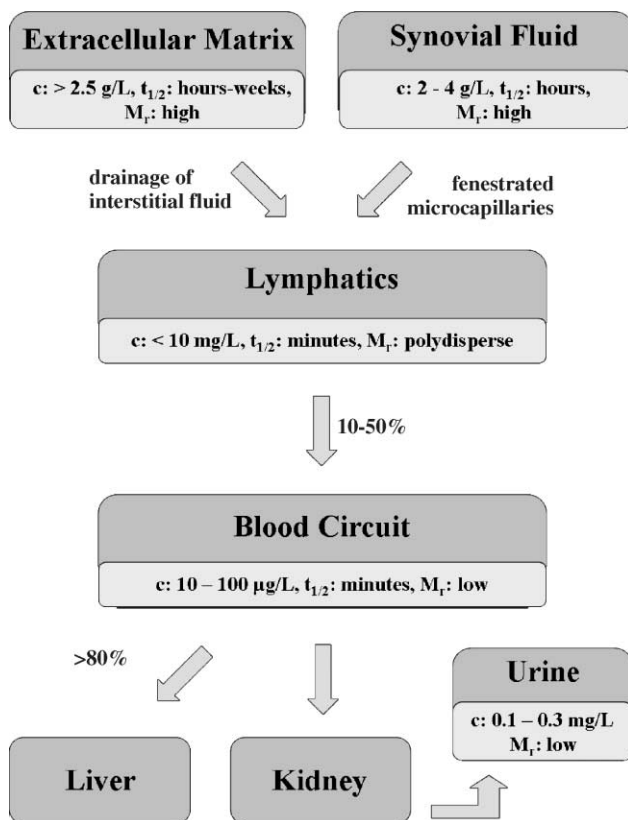 Extracellular Matrix
c: > 2.5 g/L, t1/2: hours-weeks,
Mr: high
Synovial Fluid
c: 2 - 4 g/L, t1/2: hours,
Mr: high
drainage of
interstitial fluid
fenestrated
microcapillaries
Lymphatics
c: < 10 mg/L, t1/2: minutes, Mr: polydisperse
10-50%
Blood Circuit
c: 10 – 100 µg/L, t1/2: minutes, Mr: low
>80%
Liver
Kidney
Urine
c: 0.1 – 0.3 mg/L
Mr: low